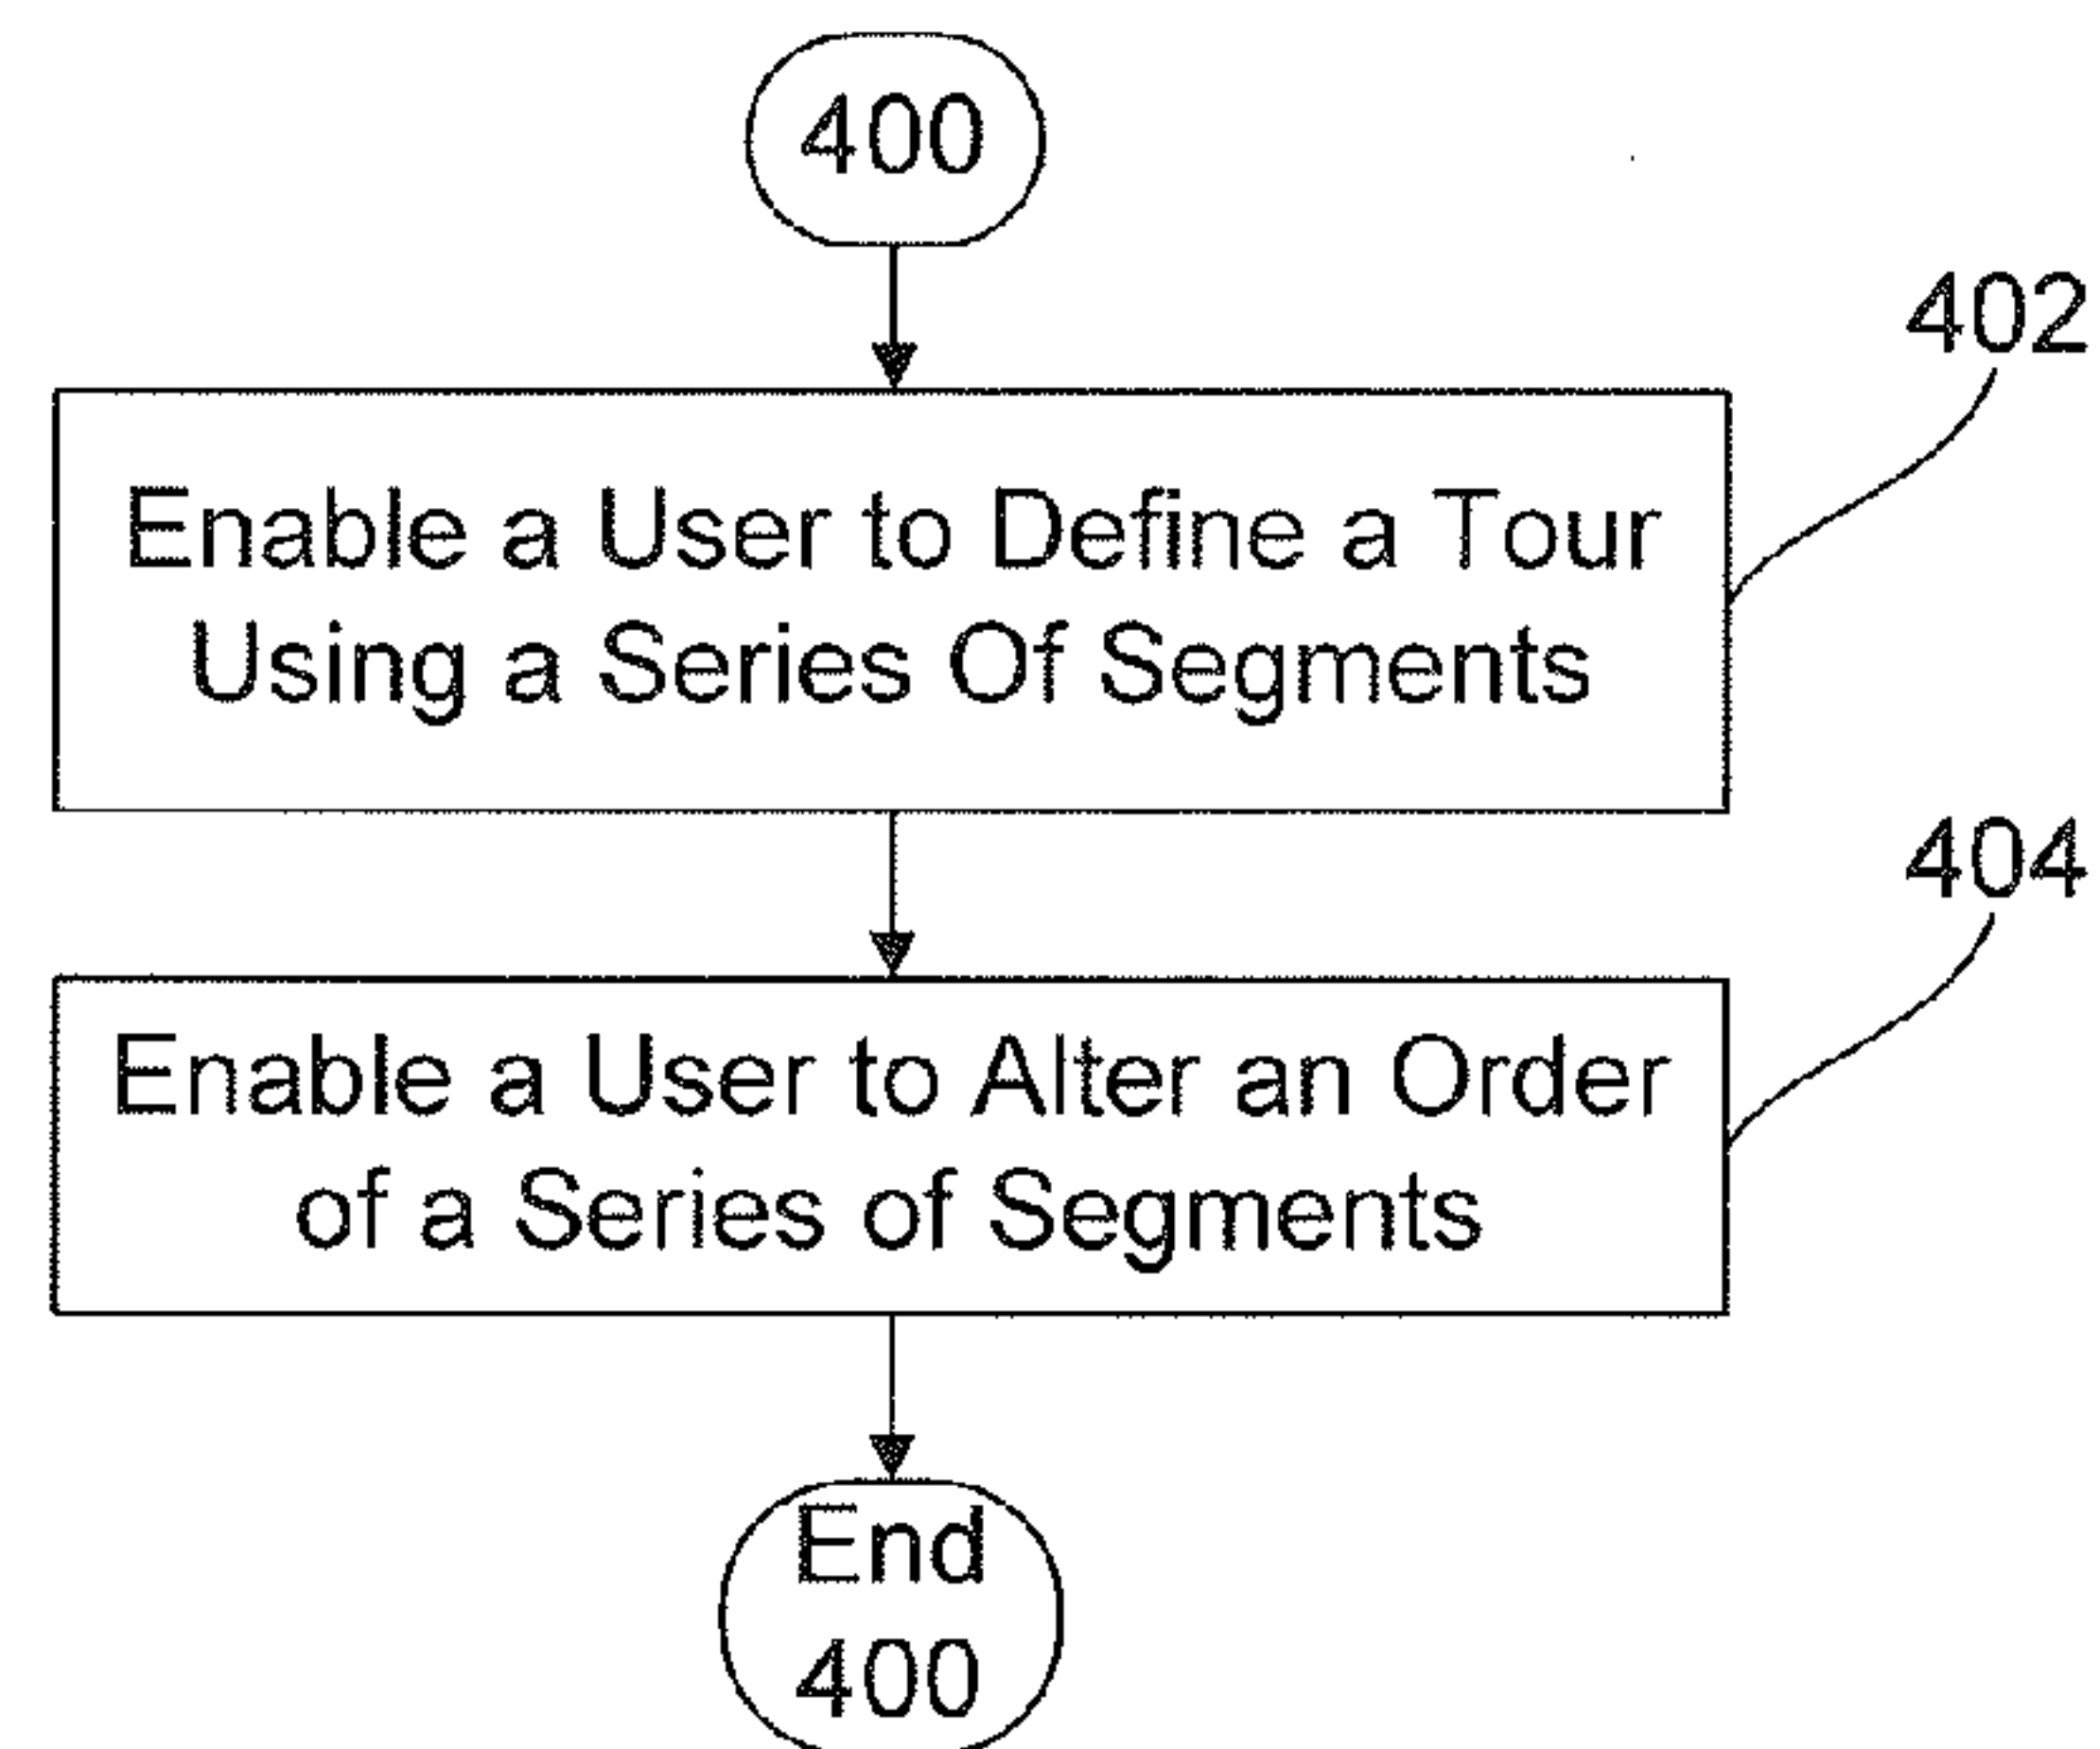 400
402
Enable a User to Define a Tour
Using a Series Of Segments
404
Enable a User to Alter an Order
of a Series of Segments
End
400